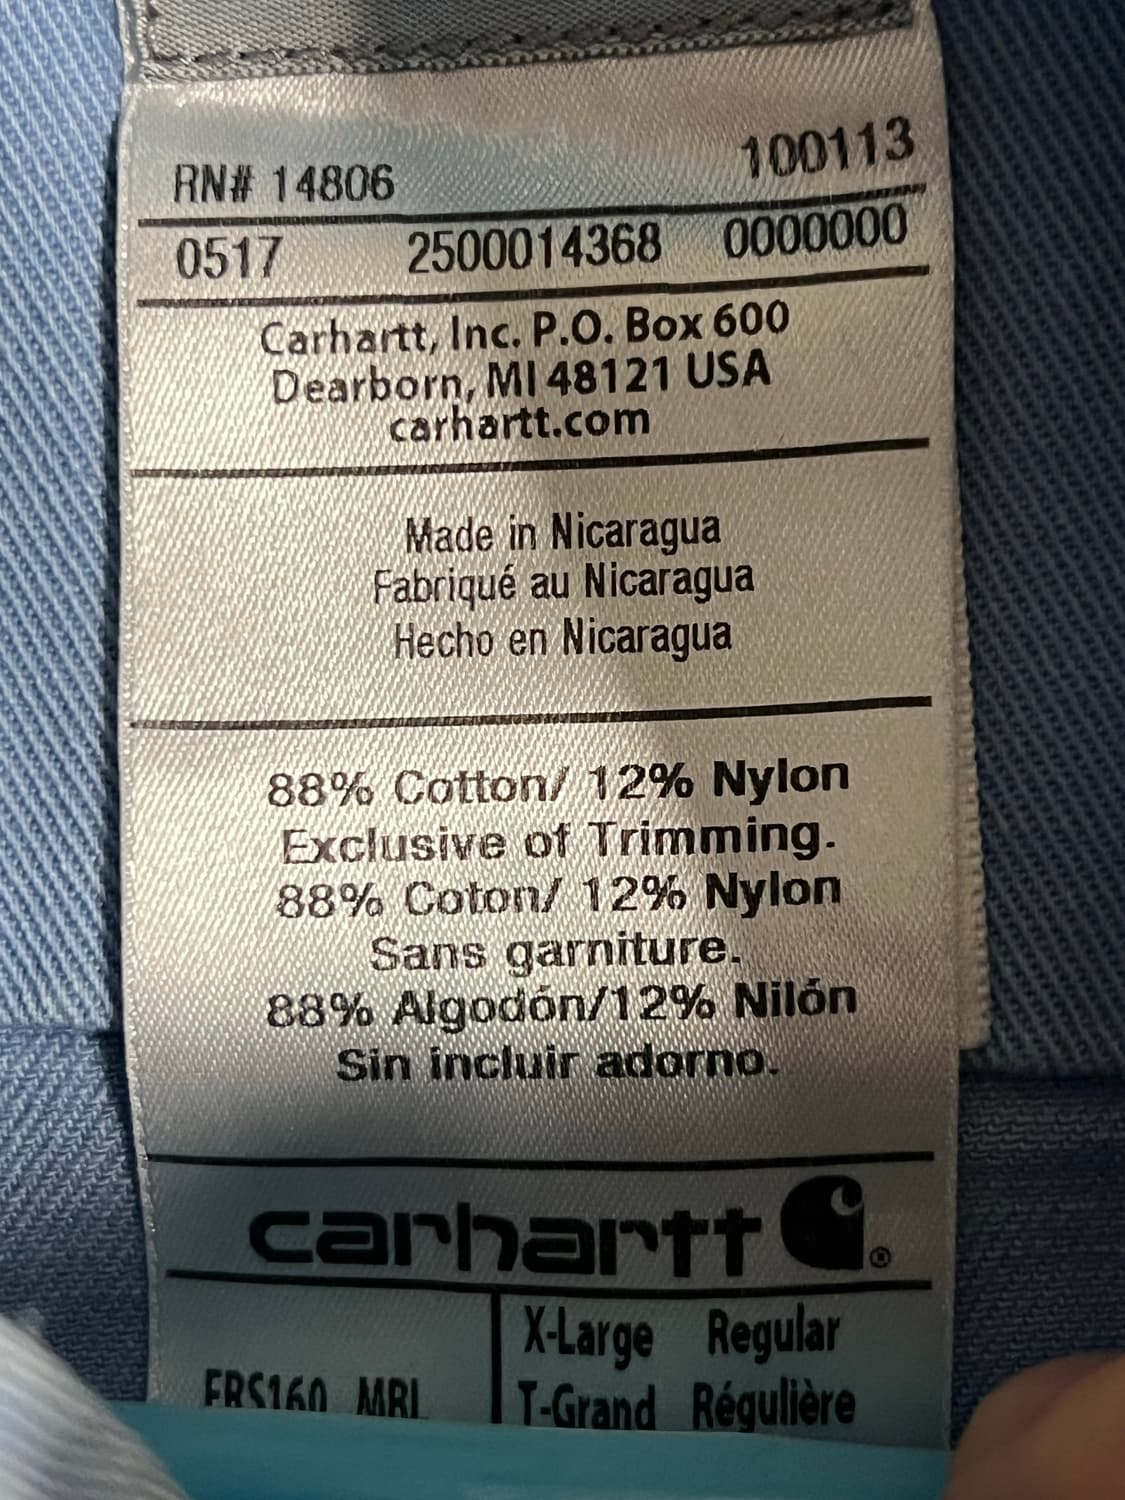 RN# 14806 100113
0517 2500014368 0000000
Carhartt, Inc. P.O. Box 600
Dearborn, MI 48121 USA
carhartt.com
Made in Nicaragua
Fabriqué au Nicaragua
Hecho en Nicaragua
88% Cotton/ 12% Nylon
Exclusive of Trimming.
88% Coton/ 12% Nylon
Sans garniture.
88% Algodón/12% Nilón
Sin incluir adorno.
carhartt ®
X-Large Regular
FRS160 MBL T-Grand Régulière